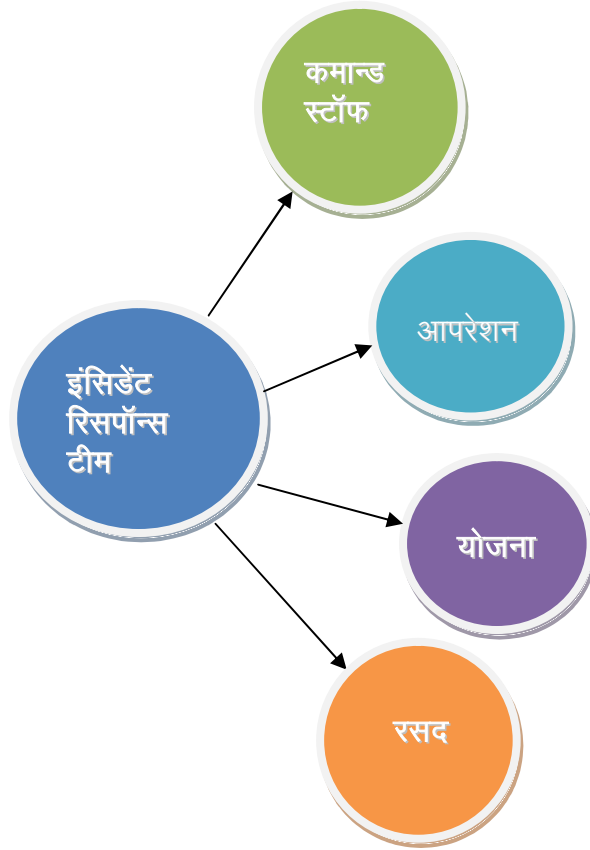 कमान्ड
स्टॉफ
आपरेशन
इंसिडेंट
रिसपॉन्स
टीम
योजना
रसद